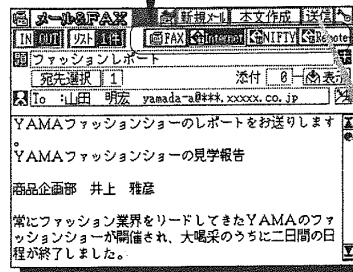 メール&FAX 新規メール 本文作成 送信
IN OUT リスト 1件 FAX Internet NIFTY Remote
題 ファッションレポート
宛先選択 1 添付 0 表示
To :山田 明宏 yamada-a@***.xxxxx.co.jp
YAMAファッションショーのレポートをお送りします
。
YAMAファッションショーの見学報告
商品企画部 井上 雅彦
常にファッション業界をリードしてきたYAMAのファ
ッションショーが開催され、大喝采のうちに二日間の日
程が終了しました。